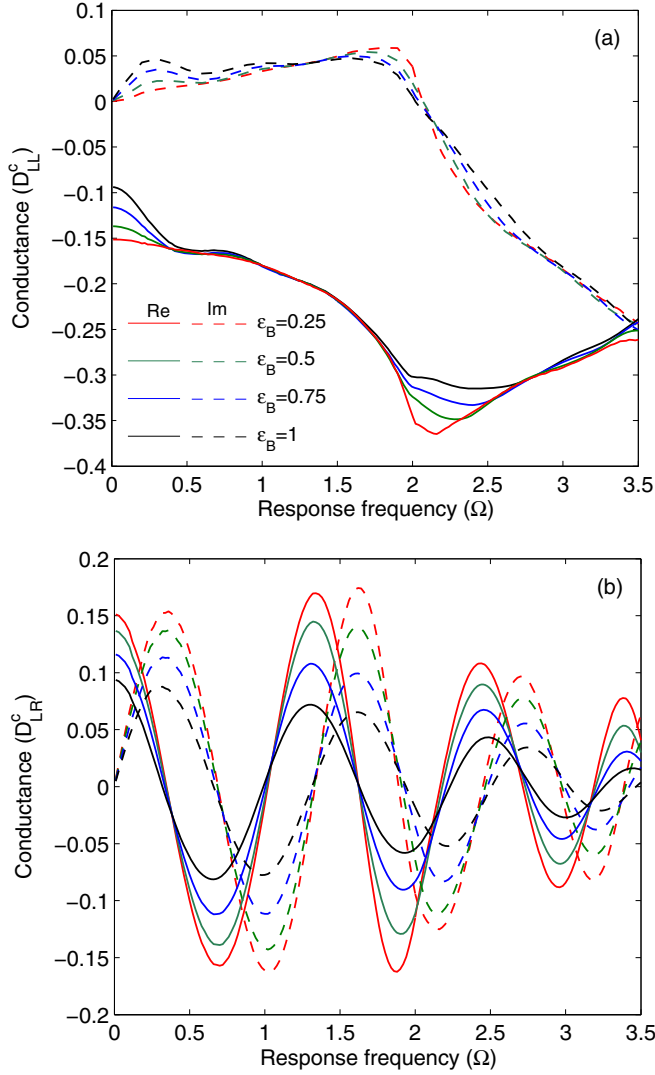 (a)
0.1
0.05
0
−0.05
−0.1
−0.15
−0.2
−0.25
−0.3
−0.35
−0.4
Conductance (D^c_LL)
Re Im
ε_B=0.25
ε_B=0.5
ε_B=0.75
ε_B=1
0 0.5 1 1.5 2 2.5 3 3.5
Response frequency (Ω)
(b)
0.2
0.15
0.1
0.05
0
−0.05
−0.1
−0.15
−0.2
Conductance (D^c_LR)
0 0.5 1 1.5 2 2.5 3 3.5
Response frequency (Ω)